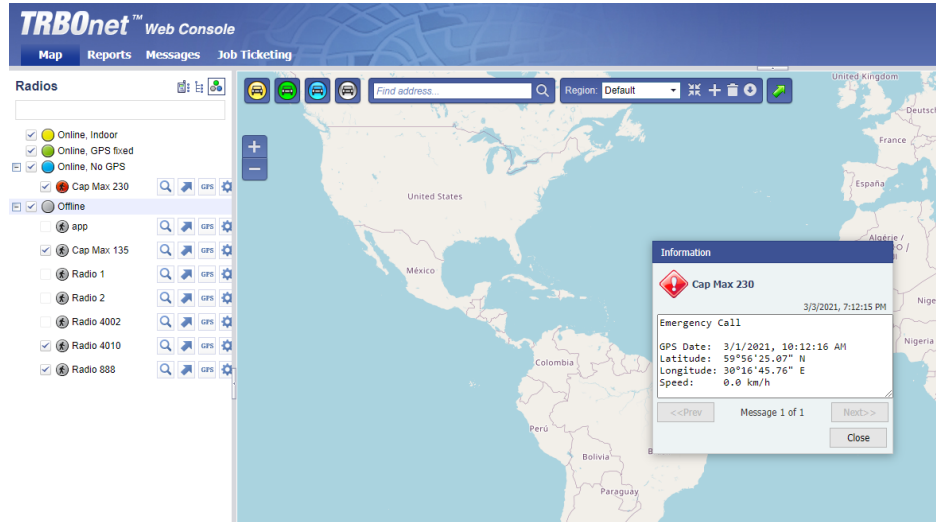 TRBOnet™ Web Console
Map Reports Messages Job Ticketing
Radios
Online, Indoor
Online, GPS fixed
Online, No GPS
Cap Max 230 GPS
Offline
app GPS
Cap Max 135 GPS
Radio 1 GPS
Radio 2 GPS
Radio 4002 GPS
Radio 4010 GPS
Radio 888 GPS
Find address...
Region: Default
United Kingdom
Deutsc
France
España
United States
Algérie /
México
Nige
Nigeria
Colombia
Perú
Bolivia
B
Paraguay
Information
Cap Max 230
3/3/2021, 7:12:15 PM
Emergency Call
GPS Date: 3/1/2021, 10:12:16 AM
Latitude: 59°56'25.07" N
Longitude: 30°16'45.76" E
Speed: 0.0 km/h
<<Prev Message 1 of 1 Next>>
Close